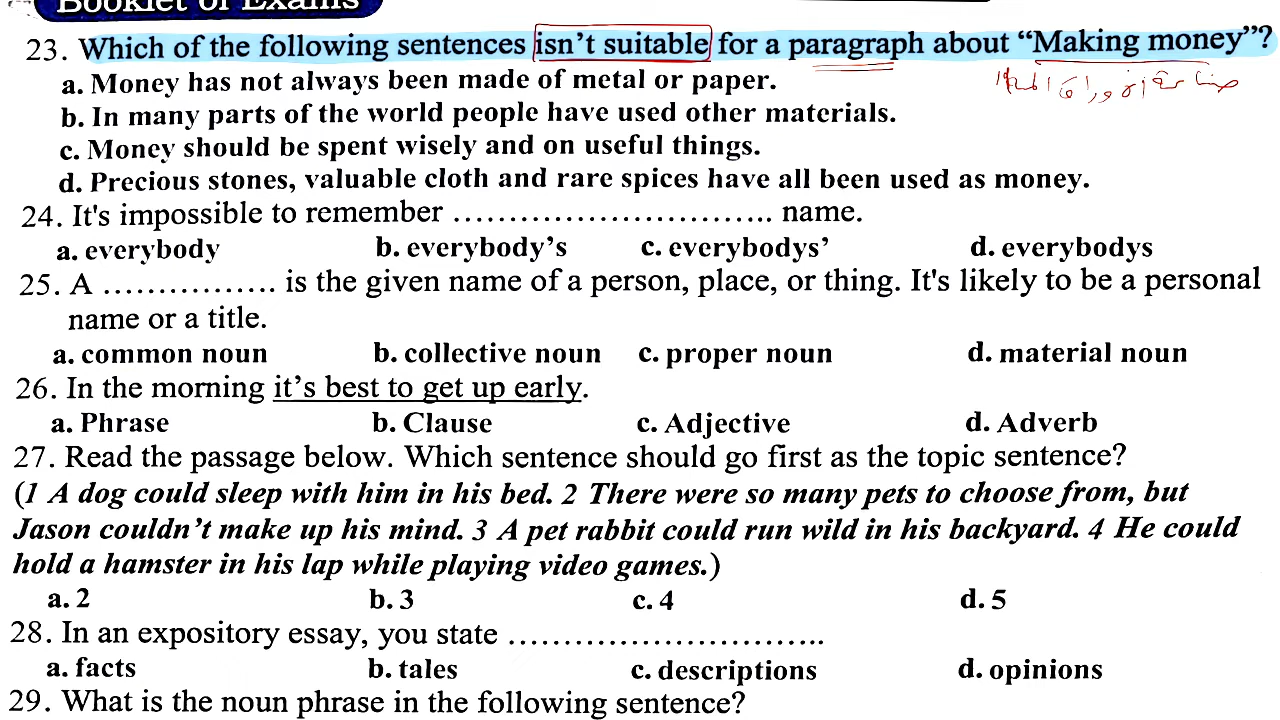 Booklet of Exams
23. Which of the following sentences isn't suitable for a paragraph about “Making money”?
صناعة الأوراق المالية
a. Money has not always been made of metal or paper.
b. In many parts of the world people have used other materials.
c. Money should be spent wisely and on useful things.
d. Precious stones, valuable cloth and rare spices have all been used as money.
24. It's impossible to remember ................................ name.
a. everybody b. everybody's c. everybodys' d. everybodys
25. A ................ is the given name of a person, place, or thing. It's likely to be a personal
name or a title.
a. common noun b. collective noun c. proper noun d. material noun
26. In the morning it's best to get up early.
a. Phrase b. Clause c. Adjective d. Adverb
27. Read the passage below. Which sentence should go first as the topic sentence?
(1 A dog could sleep with him in his bed. 2 There were so many pets to choose from, but
Jason couldn't make up his mind. 3 A pet rabbit could run wild in his backyard. 4 He could
hold a hamster in his lap while playing video games.)
a. 2 b. 3 c. 4 d. 5
28. In an expository essay, you state ................................
a. facts b. tales c. descriptions d. opinions
29. What is the noun phrase in the following sentence?